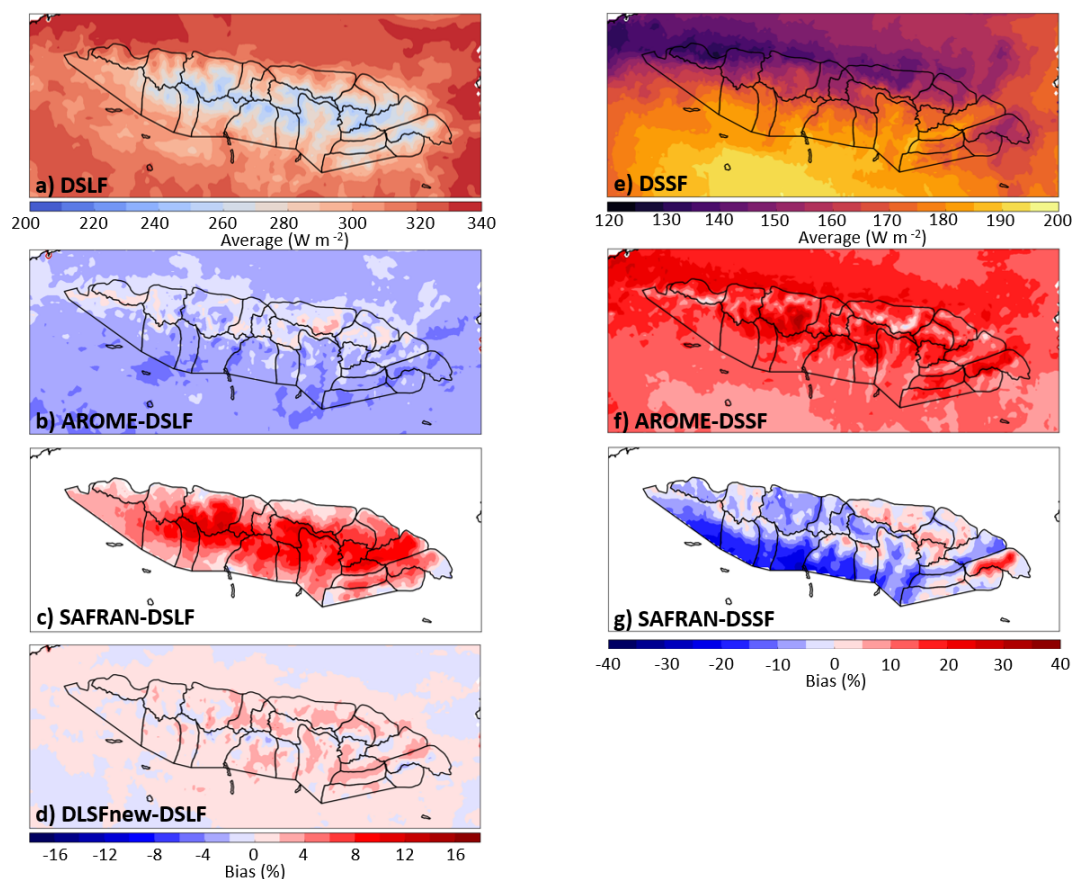 a) DSLF
200 220 240 260 280 300 320 340
Average (W m⁻²)
b) AROME-DSLF
c) SAFRAN-DSLF
d) DLSFnew-DSLF
-16 -12 -8 -4 0 4 8 12 16
Bias (%)
e) DSSF
120 130 140 150 160 170 180 190 200
Average (W m⁻²)
f) AROME-DSSF
g) SAFRAN-DSSF
-40 -30 -20 -10 0 10 20 30 40
Bias (%)